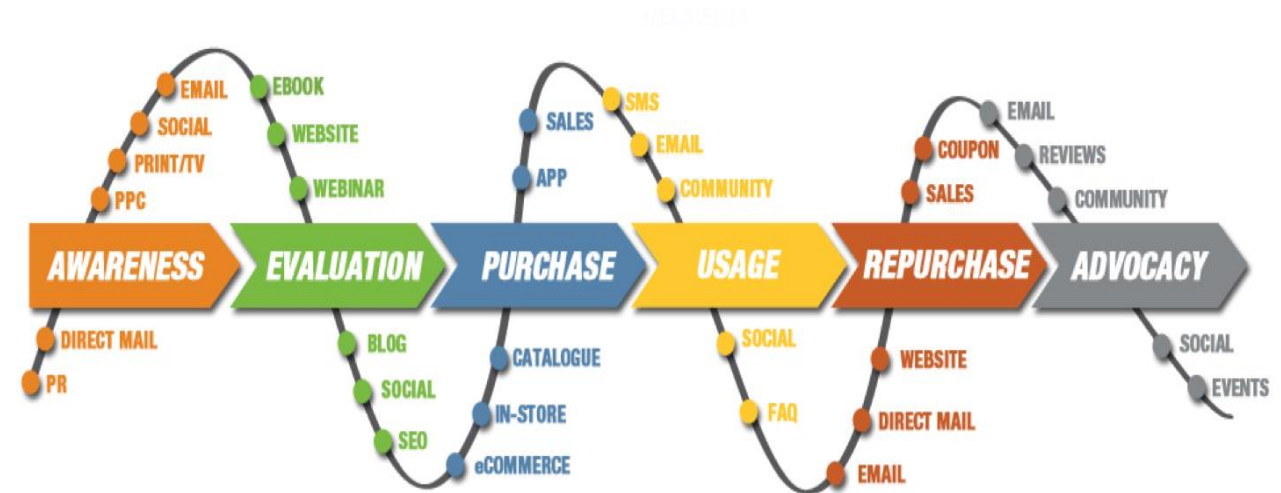 EMAIL
SOCIAL
PRINT/TV
PPC
AWARENESS
DIRECT MAIL
PR
EBOOK
WEBSITE
WEBINAR
EVALUATION
BLOG
SOCIAL
SEO
SALES
APP
PURCHASE
CATALOGUE
IN-STORE
eCOMMERCE
SMS
EMAIL
COMMUNITY
USAGE
SOCIAL
FAQ
COUPON
SALES
REPURCHASE
WEBSITE
DIRECT MAIL
EMAIL
EMAIL
REVIEWS
COMMUNITY
ADVOCACY
SOCIAL
EVENTS